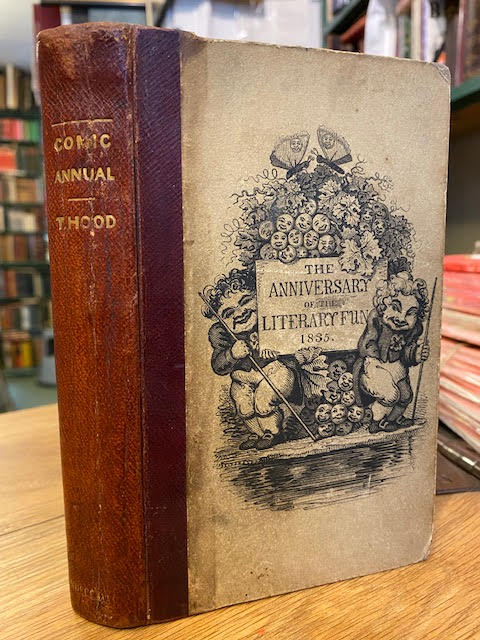 COMIC
ANNUAL
T.HOOD
THE
ANNIVERSARY
OF THE
LITERARY FUN
1835.